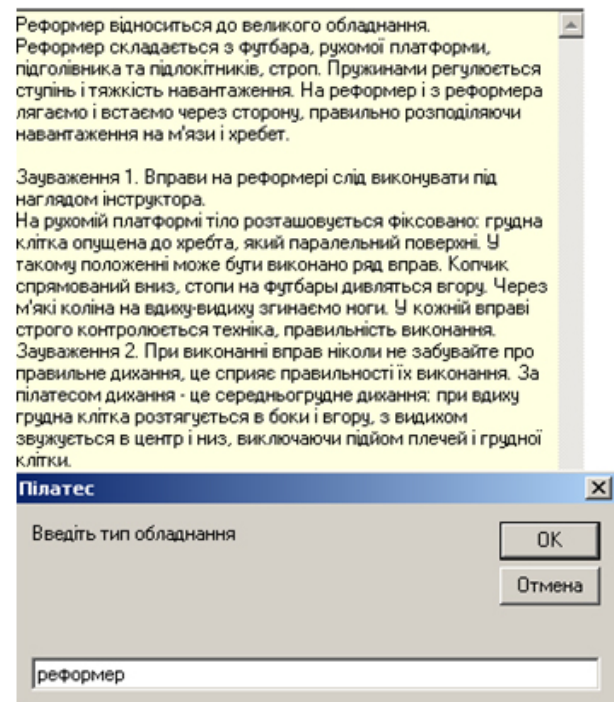 Реформер відноситься до великого обладнання.
Реформер складається з футбара, рухомої платформи,
підголівника та підлокітників, строп. Пружинами регулюється
ступінь і тяжкість навантаження. На реформер і з реформера
лягаємо і встаємо через сторону, правильно розподіляючи
навантаження на м'язи і хребет.
Зауваження 1. Вправи на реформері слід виконувати під
наглядом інструктора.
На рухомій платформі тіло розташовується фіксовано: грудна
клітка опущена до хребта, який паралельний поверхні. У
такому положенні може бути виконано ряд вправ. Копчик
спрямований вниз, стопи на футбары дивляться вгору. Через
м'які коліна на вдиху-видиху згинаємо ноги. У кожній вправі
строго контролюється техніка, правильність виконання.
Зауваження 2. При виконанні вправ ніколи не забувайте про
правильне дихання, це сприяє правильності їх виконання. За
пілатесом дихання - це середньогрудне дихання: при вдиху
грудна клітка розтягується в боки і вгору, з видихом
звужується в центр і низ, виключаючи підйом плечей і грудної
клітки.
Пілатес
Введіть тип обладнання
OK
Отмена
реформер